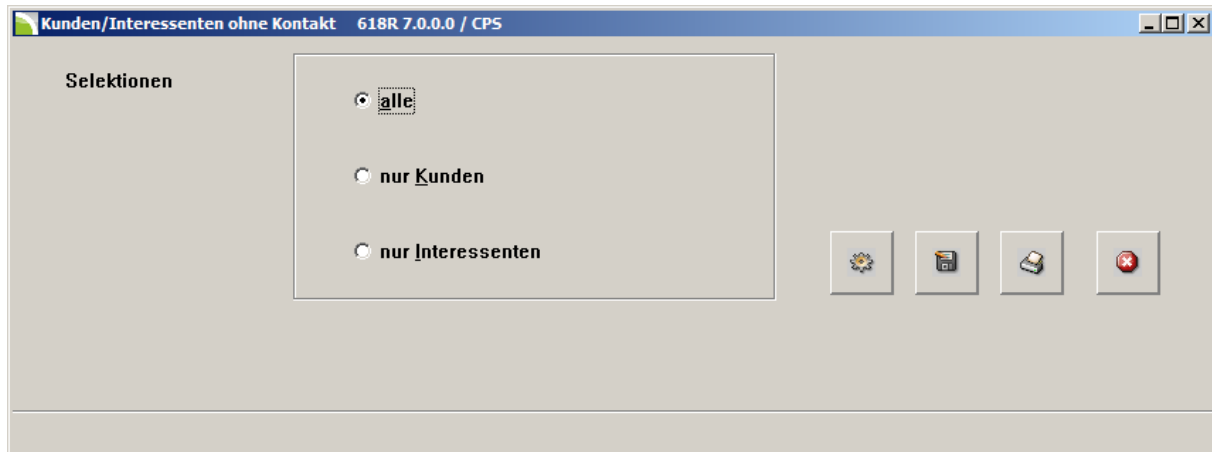 Kunden/Interessenten ohne Kontakt 618R 7.0.0.0 / CPS
Selektionen
alle
nur Kunden
nur Interessenten